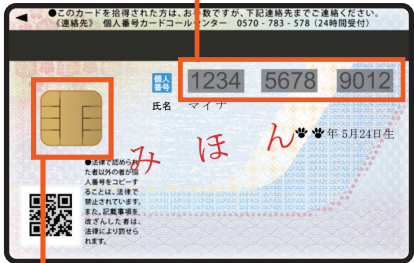 ●このカードを拾得された方は、お手数ですが、下記連絡先までご連絡ください。
《連絡先》 個人番号カードコールセンター 0570-783-578 (24時間受付)
個人番号 1234 5678 9012
氏名 マイナ
年 5月24日生
みほん
●法律で認められ
た者以外の者が個
人番号をコピーす
ることは、法律で
禁止されています。
また、記載事項を
改ざんした者は、
法律により罰せら
れます。